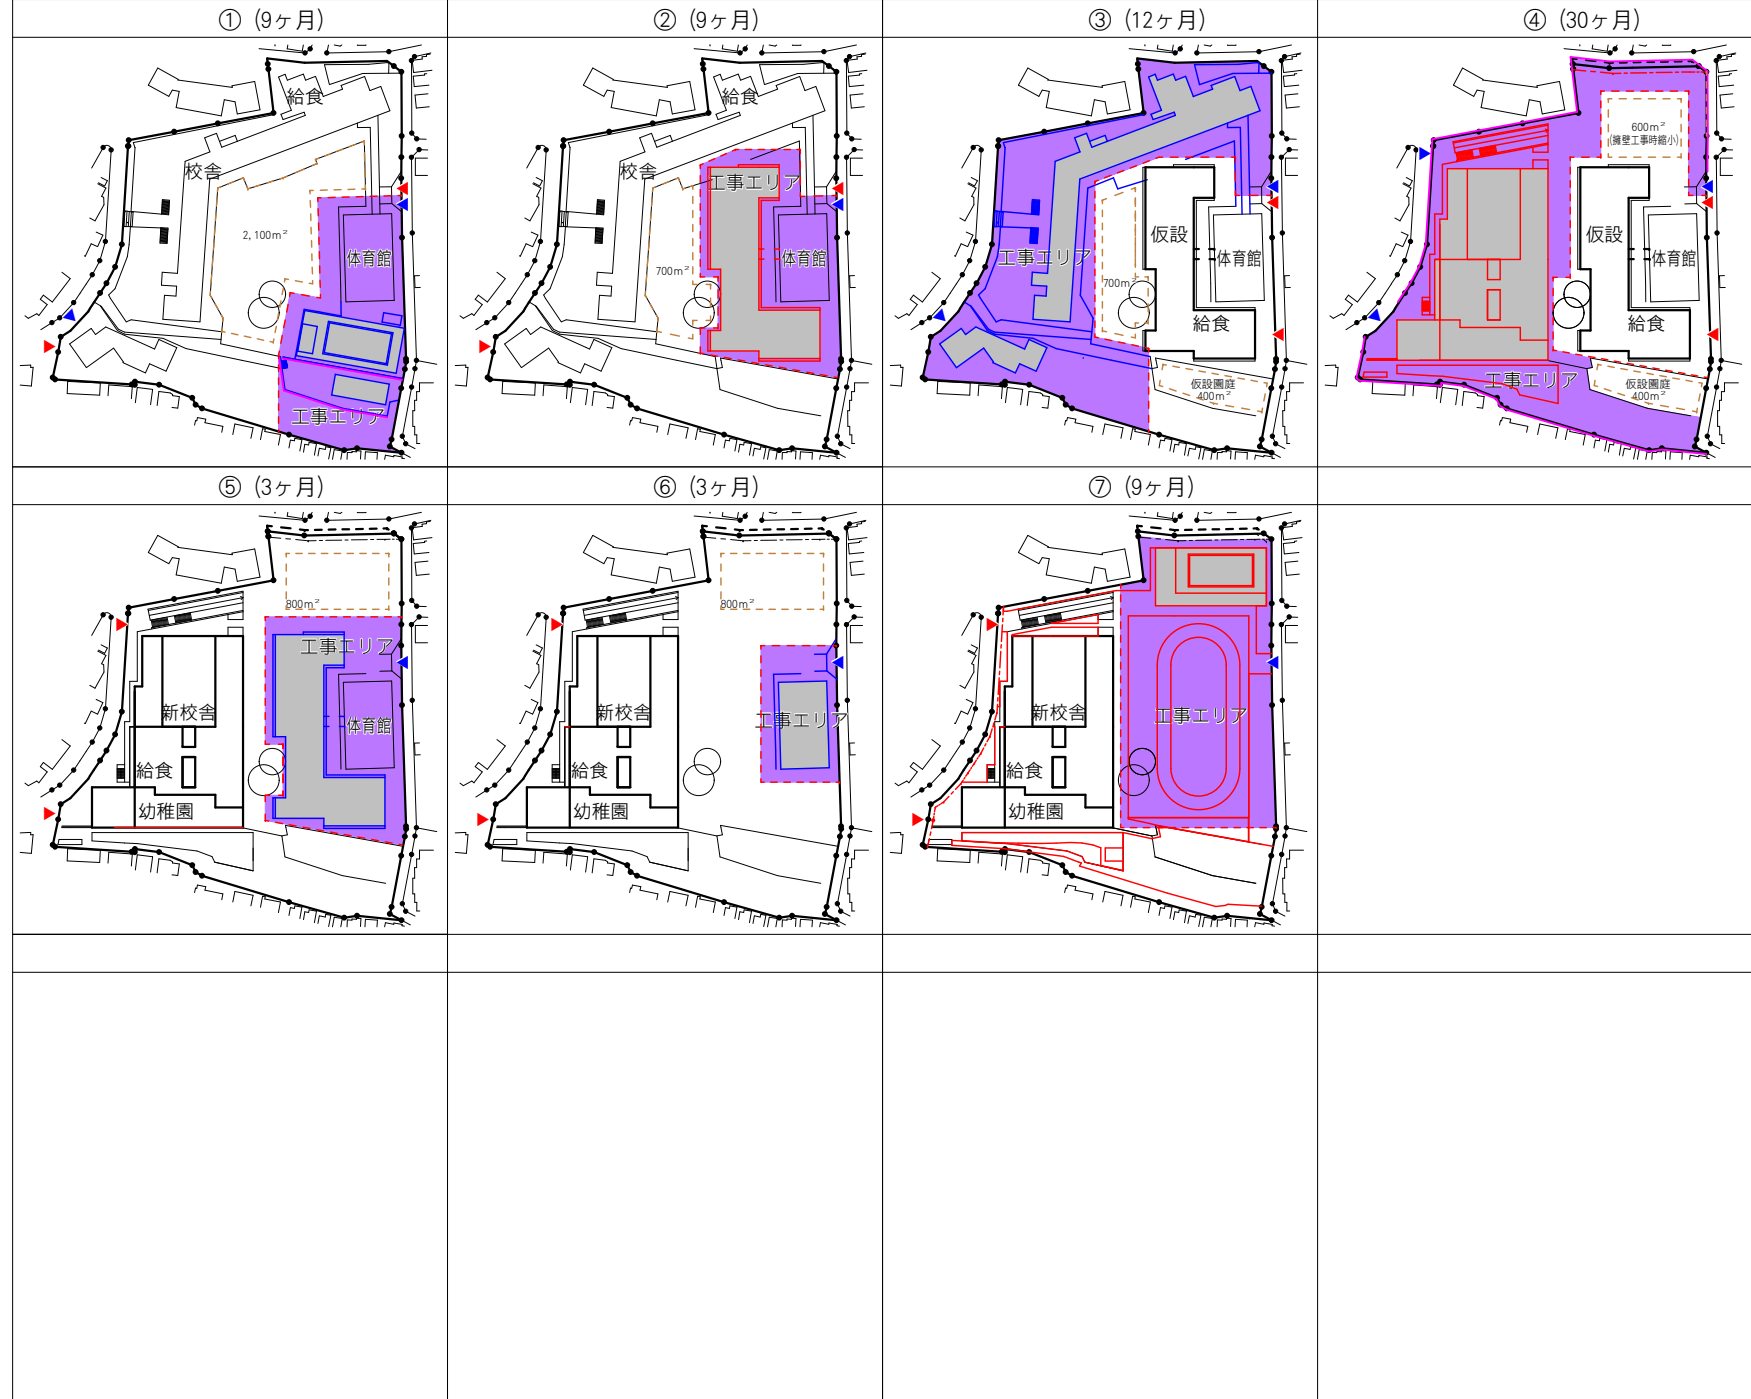 ① (9ヶ月)
② (9ヶ月)
③ (12ヶ月)
④ (30ヶ月)
給食
校舎
2,100m²
体育館
工事エリア
給食
校舎
工事エリア
700m²
体育館
仮設
工事エリア
体育館
700m²
給食
仮設園庭
400m²
600m²
(擁壁工事時縮小)
仮設
体育館
給食
工事エリア
仮設園庭
400m²
⑤ (3ヶ月)
⑥ (3ヶ月)
⑦ (9ヶ月)
800m²
工事エリア
新校舎
体育館
給食
幼稚園
800m²
新校舎
工事エリア
給食
幼稚園
新校舎
工事エリア
給食
幼稚園